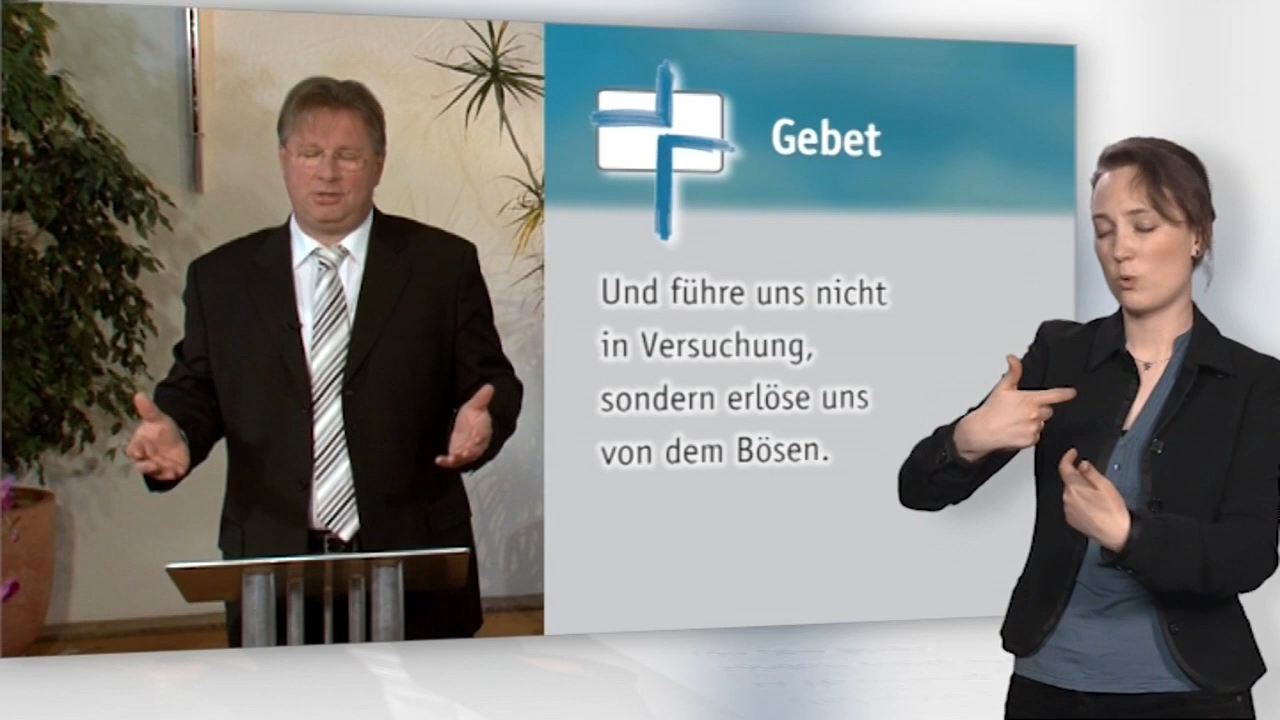 Gebet
Und führe uns nicht
in Versuchung,
sondern erlöse uns
von dem Bösen.